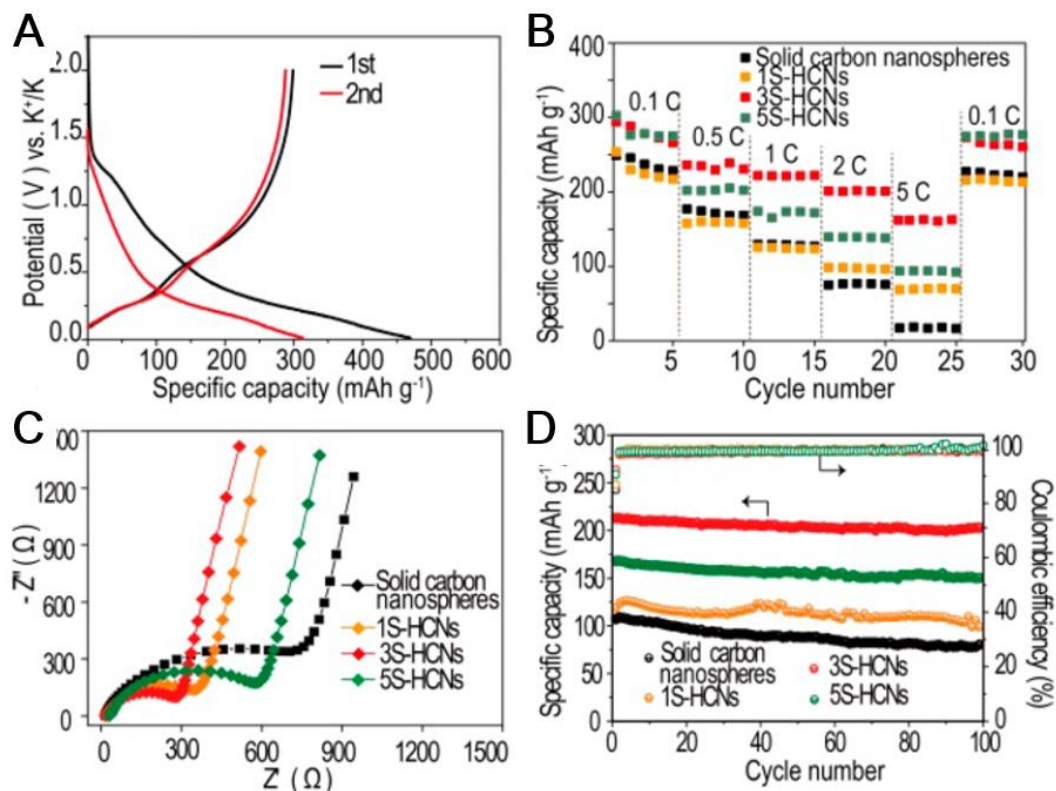 A
2.0
1.5
1.0
0.5
0.0
Potential (V) vs. K⁺/K
1st
2nd
0 100 200 300 400 500 600
Specific capacity (mAh g⁻¹)
B
400
300
200
100
0
Specific capacity (mAh g⁻¹)
Solid carbon nanospheres
1S-HCNs
3S-HCNs
5S-HCNs
0.1 C
0.5 C
1 C
2 C
5 C
0.1 C
5 10 15 20 25 30
Cycle number
C
1200
900
600
300
0
-Z" (Ω)
Solid carbon
nanospheres
1S-HCNs
3S-HCNs
5S-HCNs
0 300 600 900 1200 1500
Z' (Ω)
D
300
250
200
150
100
75
50
0
Specific capacity (mAh g⁻¹)
100
80
60
40
20
0
Coulombic efficiency (%)
Solid carbon
nanospheres
1S-HCNs
3S-HCNs
5S-HCNs
0 20 40 60 80 100
Cycle number